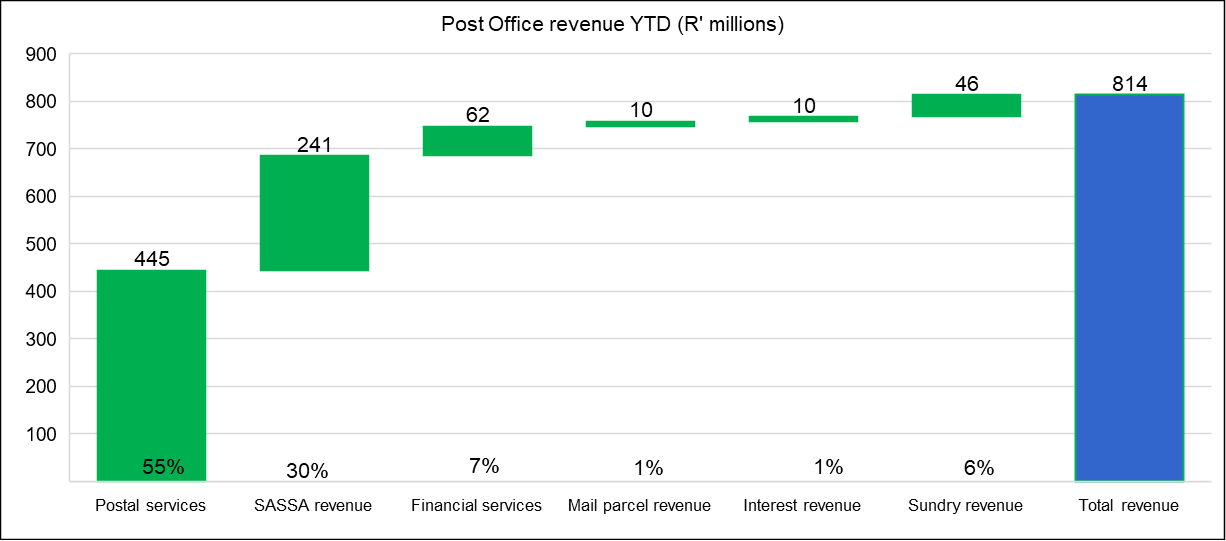 Post Office revenue YTD (R' millions)
900
800
700
600
500
400
300
200
100
445
241
62
10
10
46
814
55%
30%
7%
1%
1%
6%
Postal services
SASSA revenue
Financial services
Mail parcel revenue
Interest revenue
Sundry revenue
Total revenue